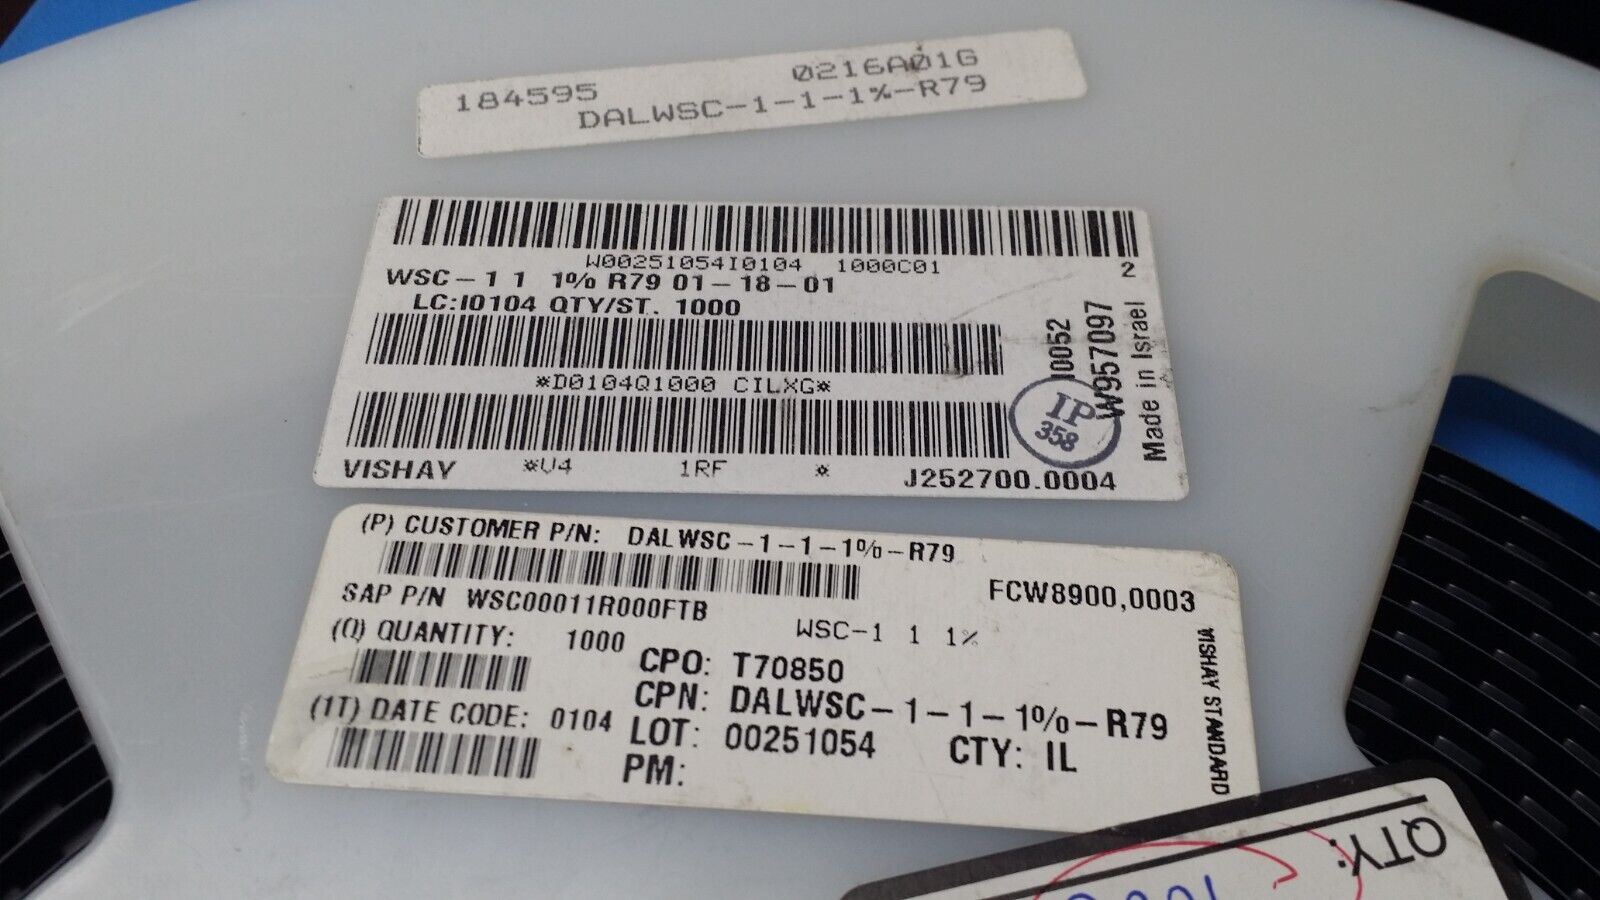 184595 0216A01G
DALWSC-1-1-1%-R79
W00251054I0104 1000C01
2
WSC-1 1 1% R79 01-18-01
LC:I0104 QTY/ST. 1000
*D0104Q1000 CILXG*
VISHAY *V4 1RF *
J252700.0004
I0052
W957097
Made in Israel
IP
358
(P) CUSTOMER P/N: DALWSC-1-1-1%-R79
SAP P/N WSC00011R000FTB
FCW8900,0003
(Q) QUANTITY: 1000
WSC-1 1 1%
CPO: T70850
CPN: DALWSC-1-1-1%-R79
(1T) DATE CODE: 0104
LOT: 00251054 CTY: IL
PM:
VISHAY STANDARD
QTY: